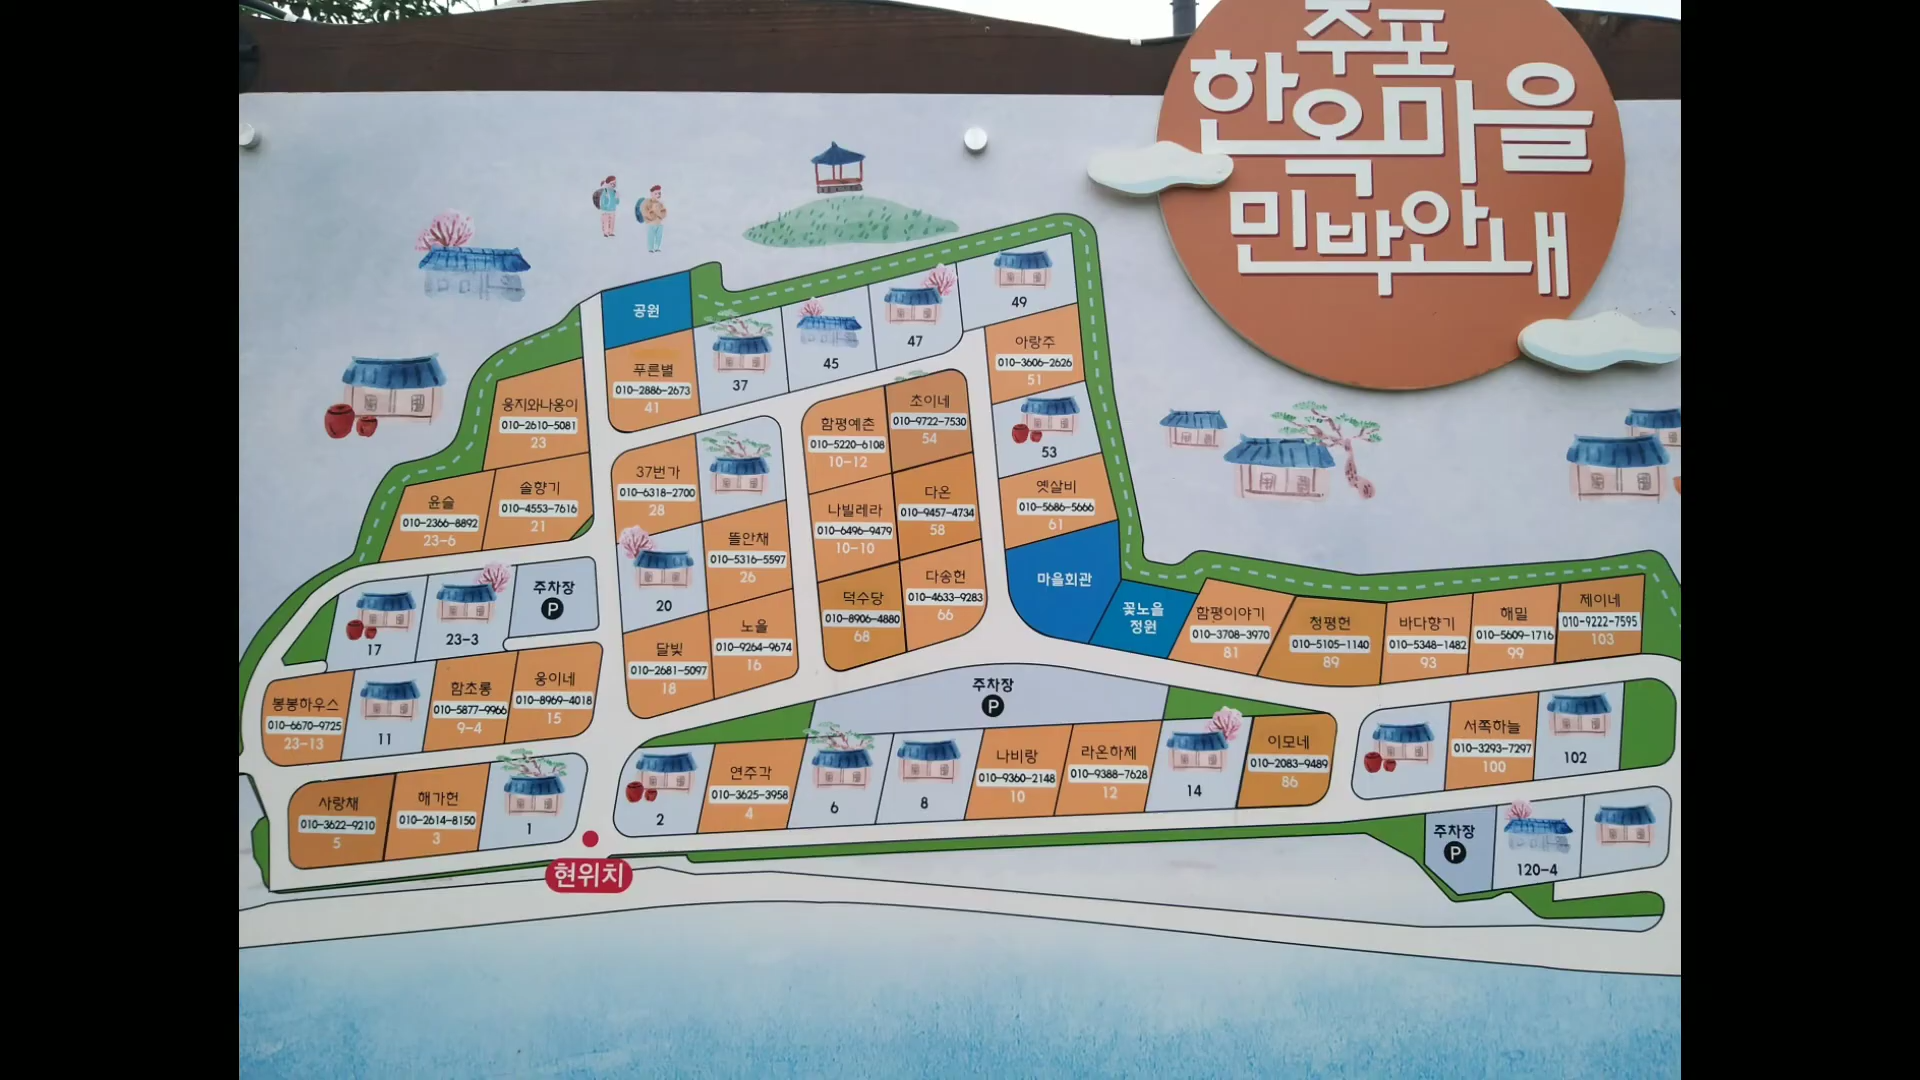 주포
한옥마을
민박안내
공원
푸른별
010-2886-2673
41
37
45
47
49
아랑주
010-3606-2626
51
53
옛살비
010-5686-5666
61
마을회관
꽃노을
정원
웅지와나옹이
010-2610-5081
23
윤슬
010-2366-8892
23-6
솔향기
010-4553-7616
21
37번가
010-6318-2700
28
20
뜰안채
010-5316-5597
26
달빛
010-2681-5097
18
노을
010-9264-9674
16
함평예촌
010-5220-6108
10-12
초이네
010-9722-7530
54
나빌레라
010-6496-9479
10-10
다온
010-9457-4734
58
덕수당
010-8906-4880
68
다송헌
010-4633-9283
66
함평이야기
010-3708-3970
81
청평헌
010-5105-1140
89
바다향기
010-5348-1482
93
해밀
010-5609-1716
99
제이네
010-9222-7595
103
17
23-3
주차장
P
봉봉하우스
010-6670-9725
23-13
11
함초롱
010-5877-9966
9-4
웅이네
010-8969-4018
15
사랑채
010-3622-9210
5
해가헌
010-2614-8150
3
1
현위치
주차장
P
2
연주각
010-3625-3958
4
6
8
나비랑
010-9360-2148
10
라온하제
010-9388-7628
12
14
이모네
010-2083-9489
86
서쪽하늘
010-3293-7297
100
102
주차장
P
120-4